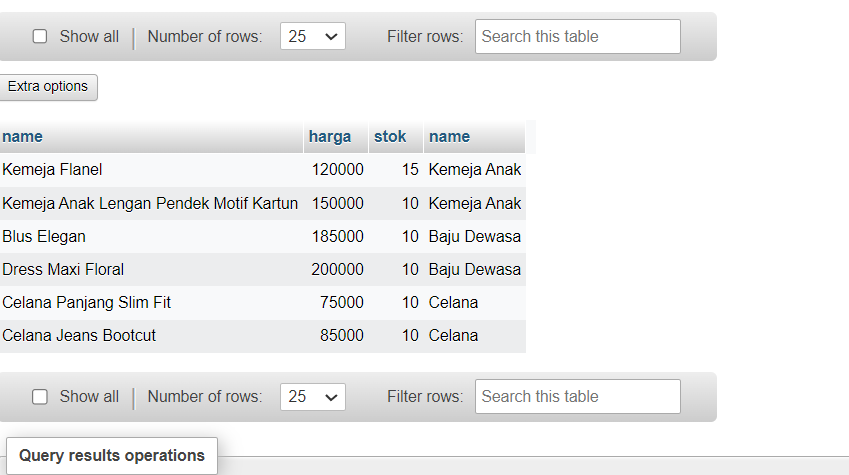 Show all Number of rows: 25 Filter rows: Search this table
Extra options
name harga stok name
Kemeja Flanel 120000 15 Kemeja Anak
Kemeja Anak Lengan Pendek Motif Kartun 150000 10 Kemeja Anak
Blus Elegan 185000 10 Baju Dewasa
Dress Maxi Floral 200000 10 Baju Dewasa
Celana Panjang Slim Fit 75000 10 Celana
Celana Jeans Bootcut 85000 10 Celana
Show all Number of rows: 25 Filter rows: Search this table
Query results operations